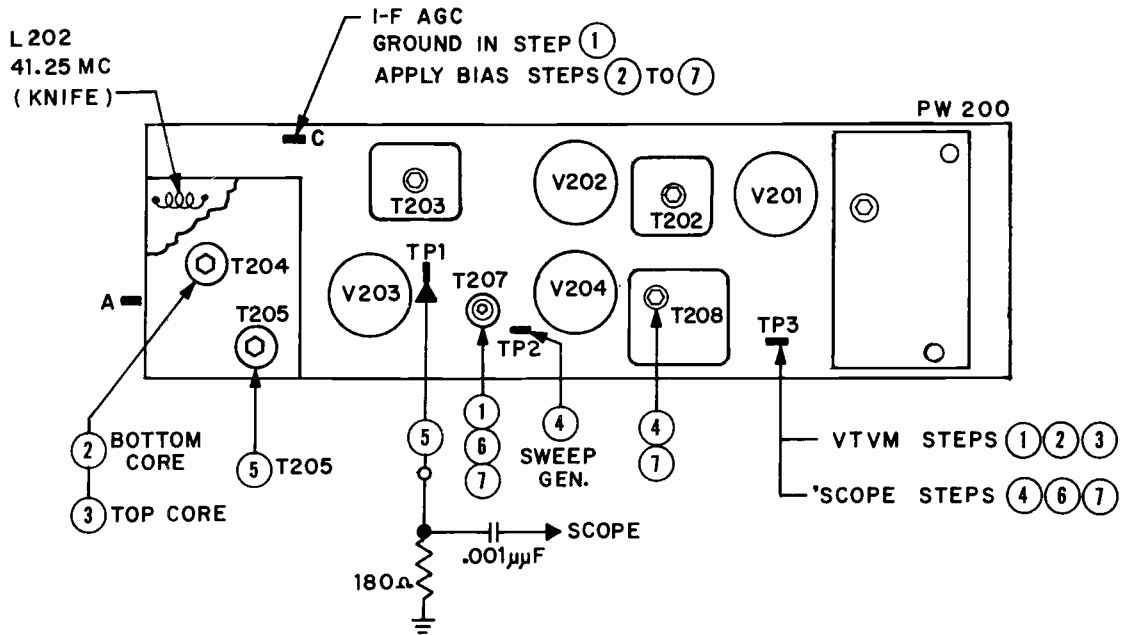 L202
41.25 MC
(KNIFE)
I-F AGC
GROUND IN STEP 1
APPLY BIAS STEPS 2 TO 7
PW 200
C
T203
V202
T202
V201
T204
A
T205
V203
TP1
T207
V204
TP2
T208
TP3
2 BOTTOM
CORE
3 TOP CORE
5 T205
5
1
6
7
4
SWEEP
GEN.
4
7
VTVM STEPS 1 2 3
'SCOPE STEPS 4 6 7
SCOPE
.001µµF
180Ω